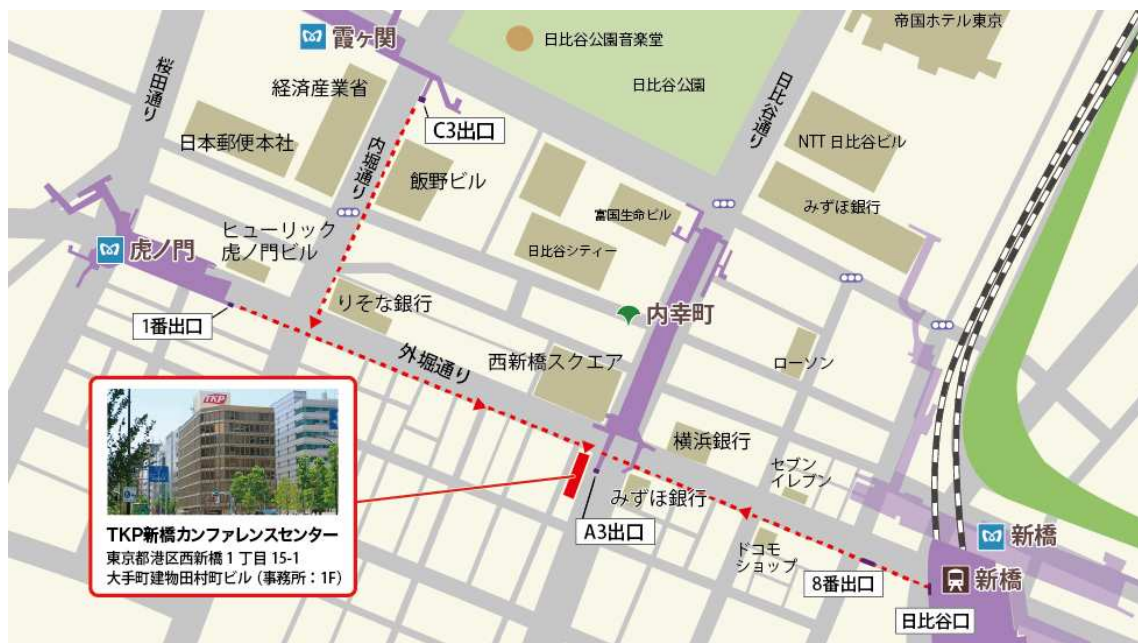 霞ヶ関
日比谷公園音楽堂
帝国ホテル東京
桜田通り
経済産業省
日比谷公園
日比谷通り
C3出口
日本郵便本社
内堀通り
飯野ビル
NTT 日比谷ビル
みずほ銀行
富国生命ビル
ヒューリック
虎ノ門ビル
虎ノ門
日比谷シティー
りそな銀行
内幸町
1番出口
外堀通り
西新橋スクエア
ローソン
TKP
横浜銀行
セブン
イレブン
みずほ銀行
A3出口
TKP新橋カンファレンスセンター
東京都港区西新橋1丁目15-1
大手町建物田村町ビル（事務所：1F）
ドコモ
ショップ
8番出口
新橋
新橋
日比谷口